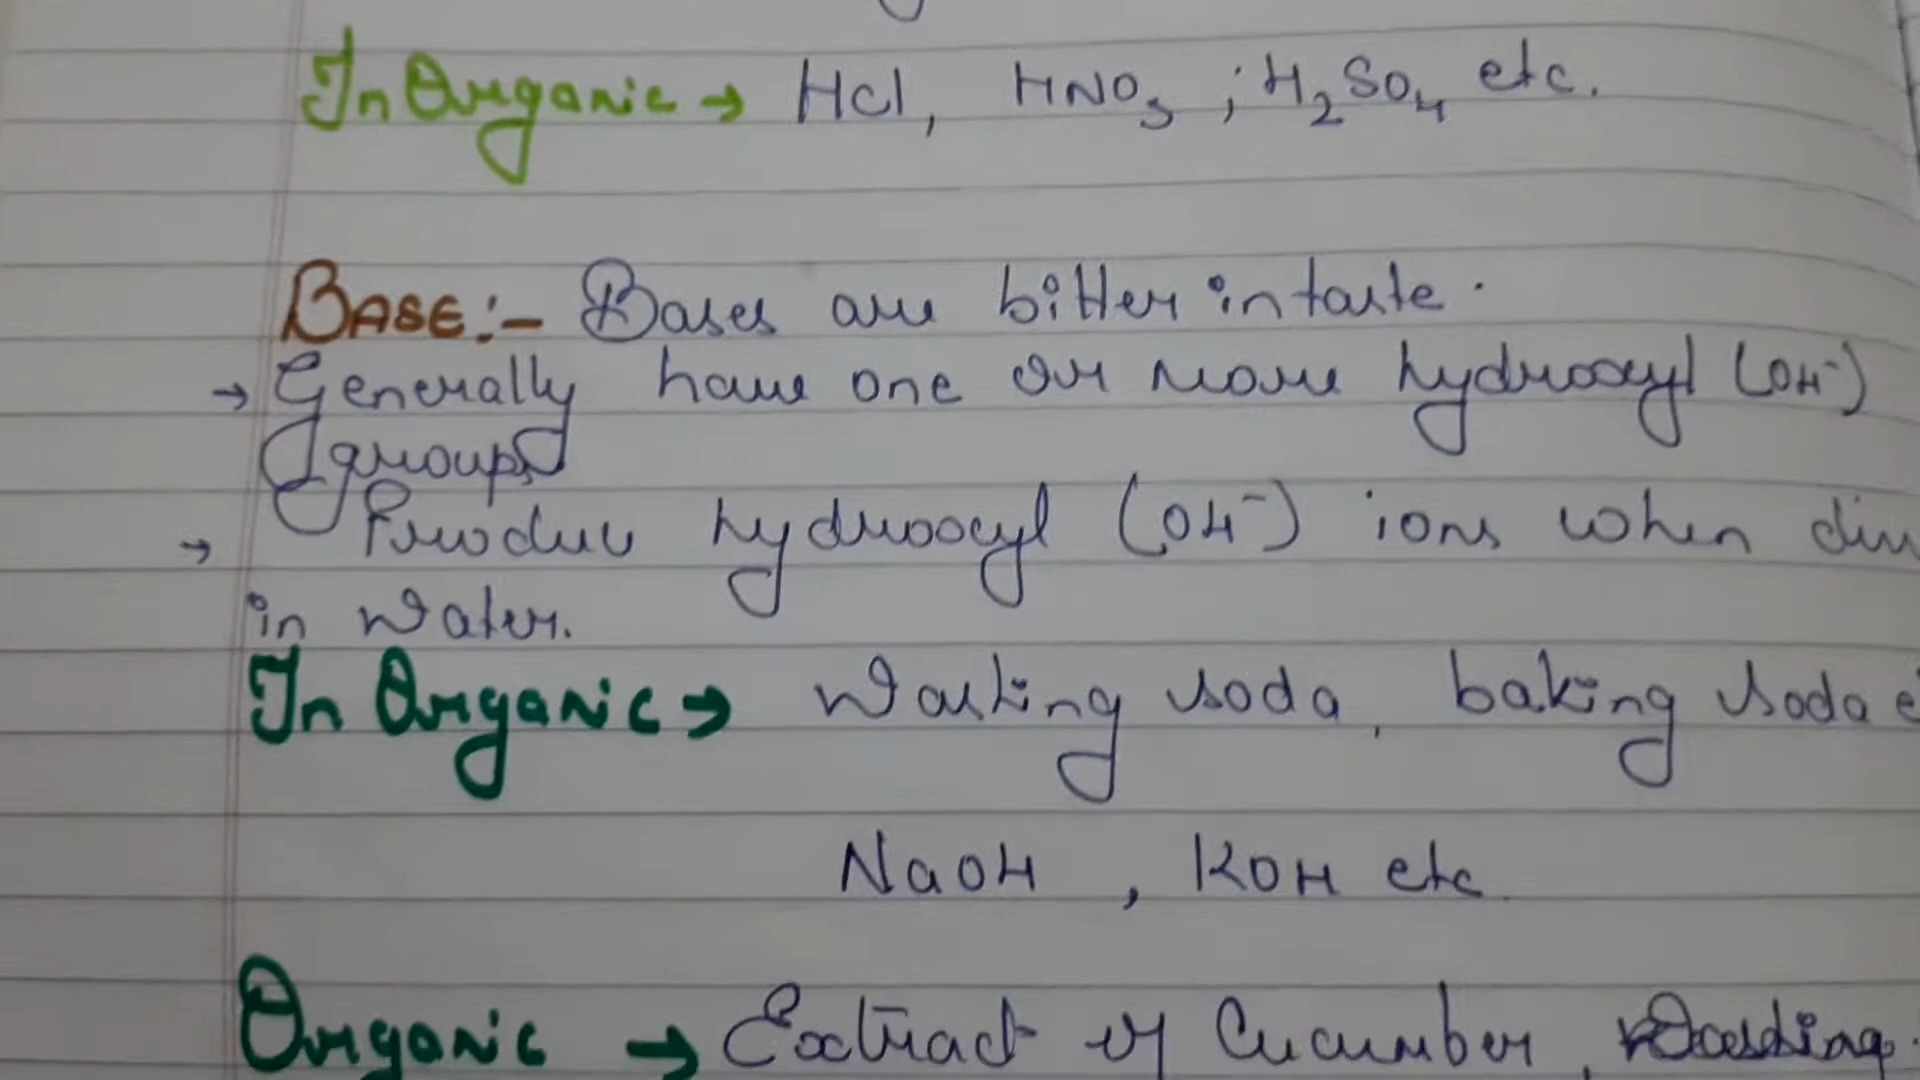 InOrganic → HCl, HNO3 ; H2SO4 etc.
BASE:- Bases are bitter in taste.
→ Generally have one or more hydroxyl (OH-)
groups
→ Produce hydroxyl (OH-) ions when
in water.
In Organic → Washing soda, baking soda
NaOH , KOH etc
Organic → Extract of Cucumber ,